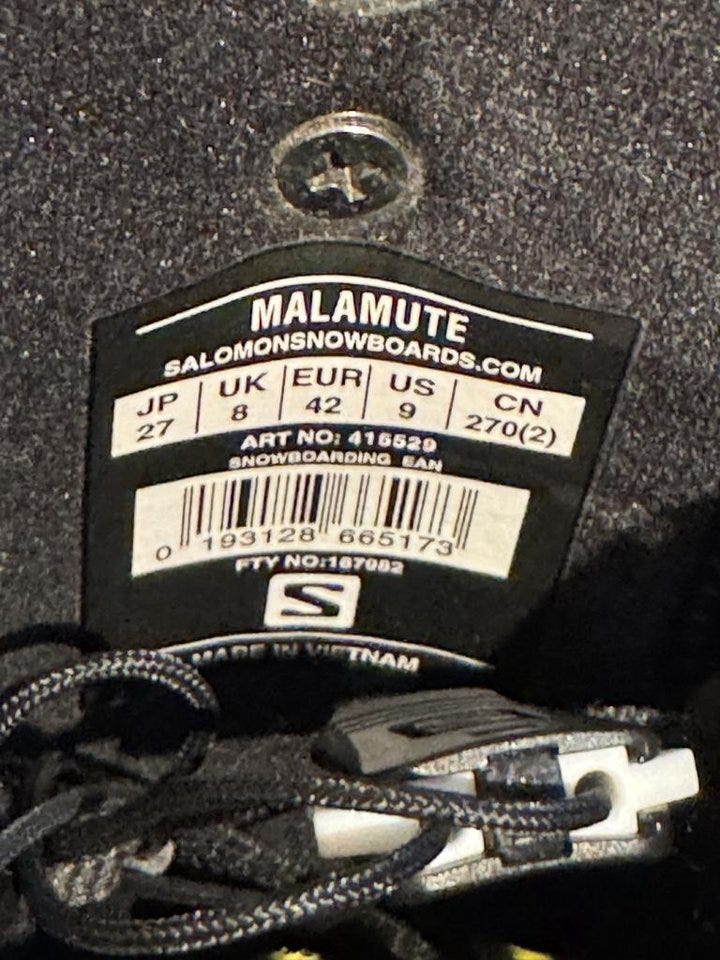 MALAMUTE
SALOMONSNOWBOARDS.COM
JP UK EUR US CN
27 8 42 9 270(2)
ART NO: 415529
SNOWBOARDING EAN
0 193128 665173
FTY NO:167082
S
MADE IN VIETNAM